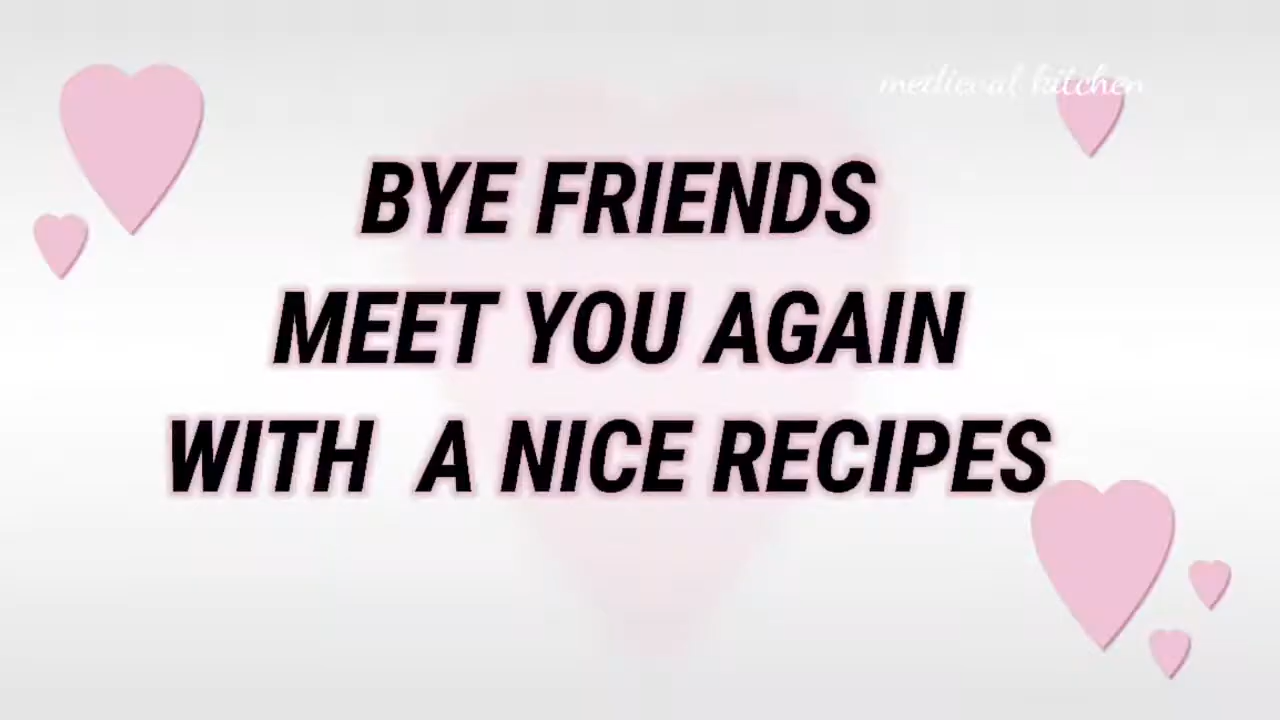 medieval kitchen
BYE FRIENDS
MEET YOU AGAIN
WITH A NICE RECIPES